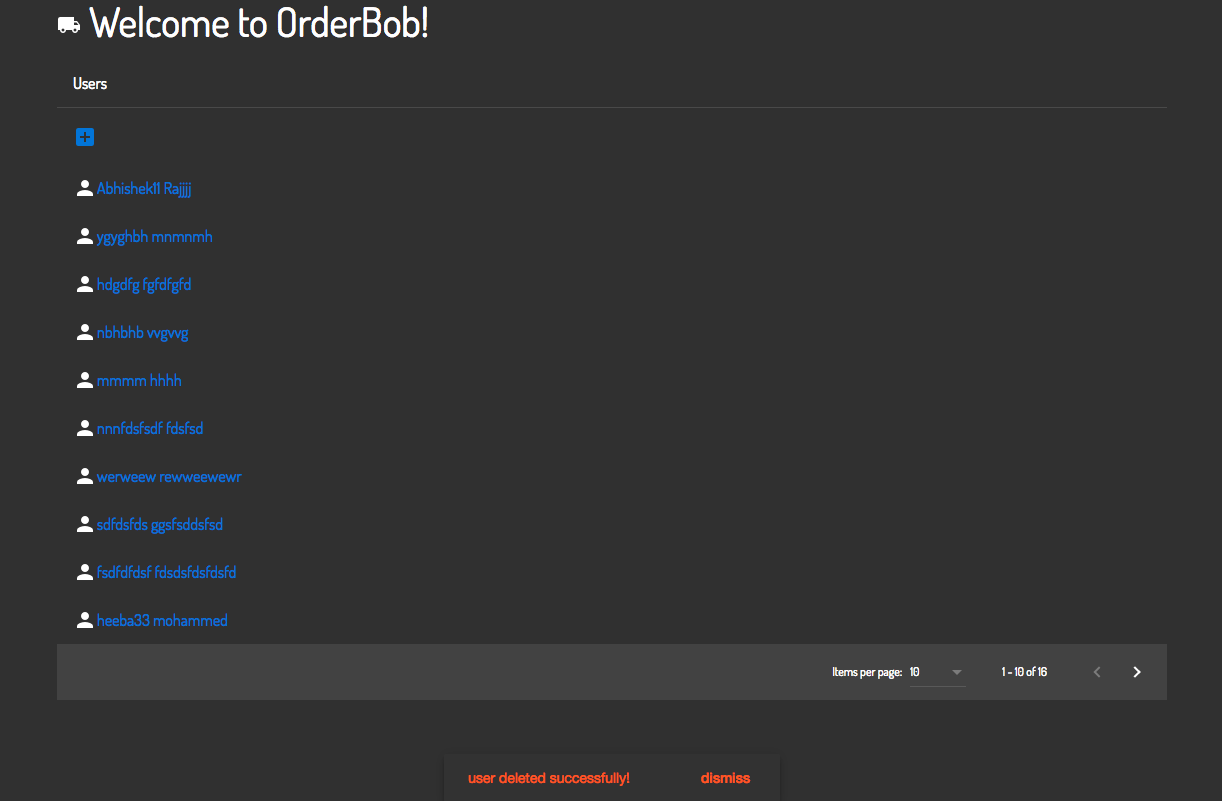 Welcome to OrderBob!
Users
Abhishek11 Rajjjj
ygyghbh mnmnmh
hdgdfg fgfdfgfd
nbhbhb vvgvvg
mmmm hhhh
nnnfdsfsdf fdsfsd
werweew rewweewewr
sdfdsfds ggsfsddsfsd
fsdfdfdsf fdsdsfdsfdsfd
heeba33 mohammed
Items per page: 10 1 - 10 of 16
user deleted successfully! dismiss